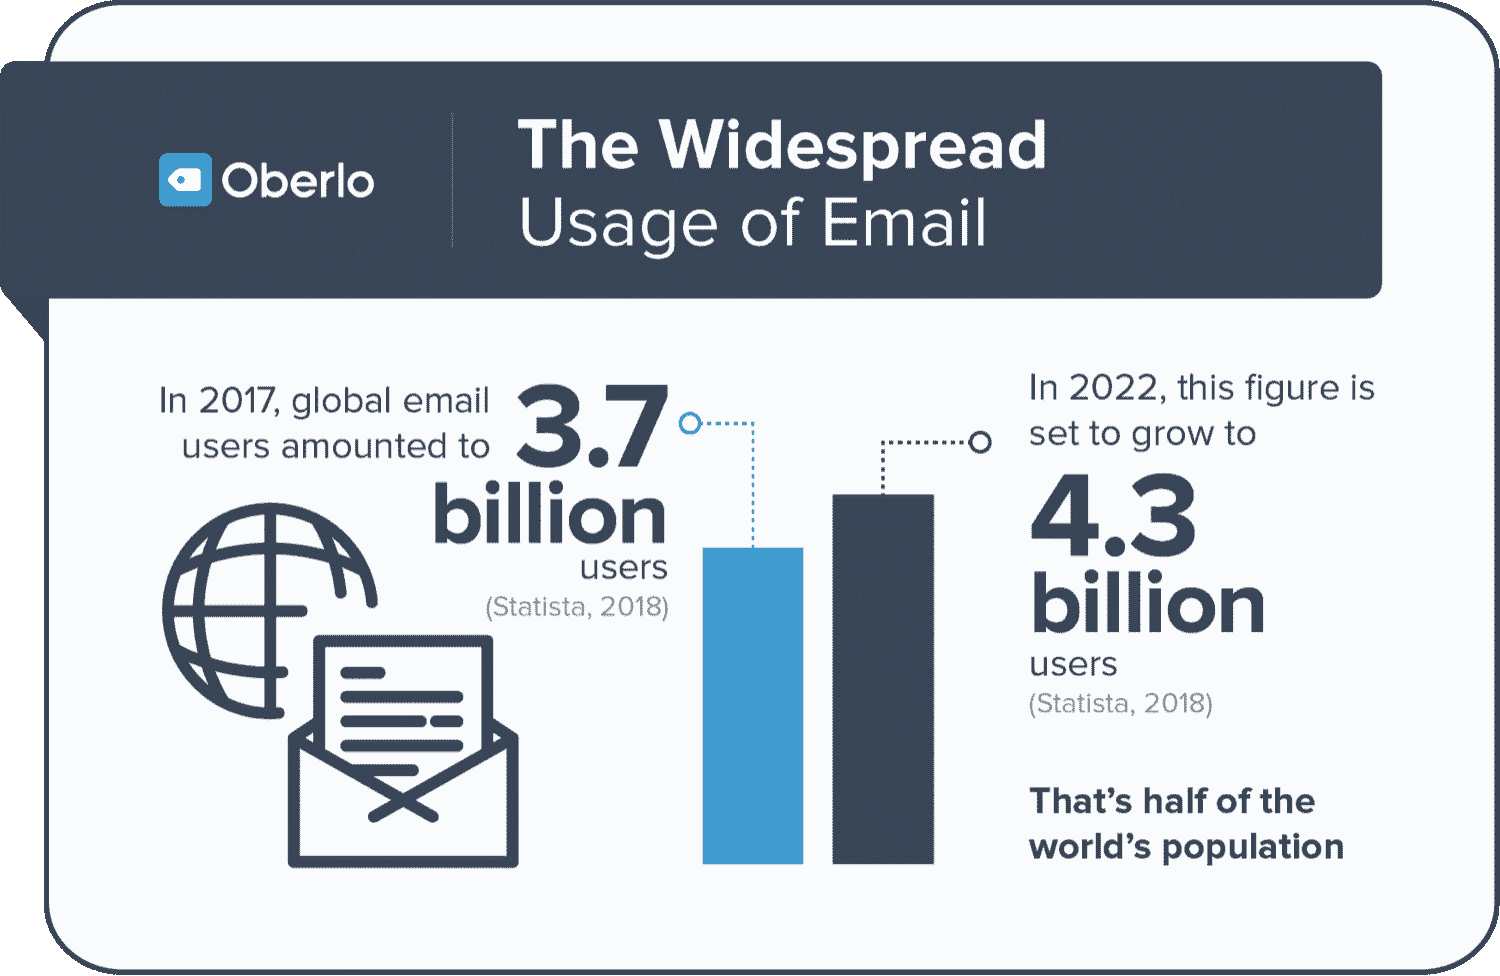 Oberlo
The Widespread
Usage of Email
In 2017, global email
users amounted to
3.7
billion
users
(Statista, 2018)
In 2022, this figure is
set to grow to
4.3
billion
users
(Statista, 2018)
That’s half of the
world’s population